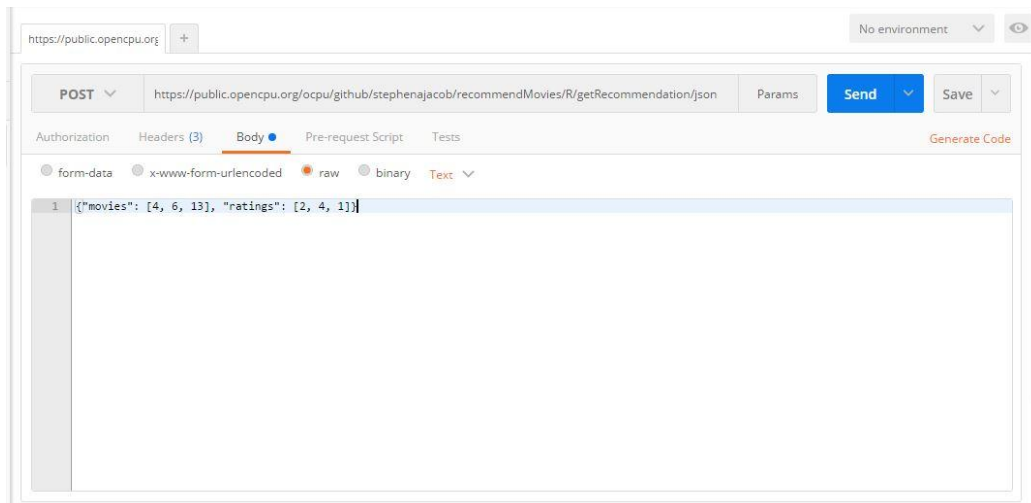 No environment
https://public.opencpu.org +
POST https://public.opencpu.org/ocpu/github/stephenajacob/recommendMovies/R/getRecommendation/json Params Send Save
Authorization Headers (3) Body Pre-request Script Tests Generate Code
form-data x-www-form-urlencoded raw binary Text
1 {"movies": [4, 6, 13], "ratings": [2, 4, 1]}